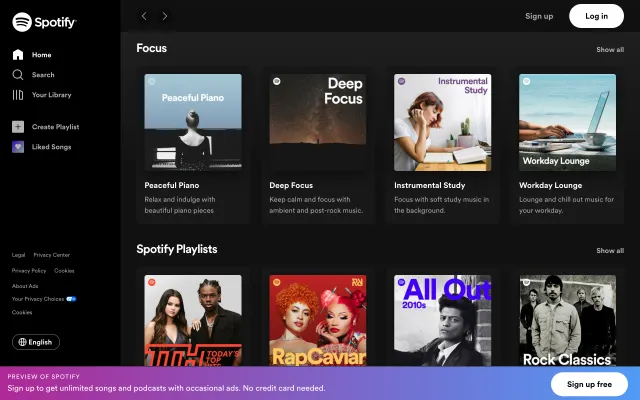 Spotify
Home
Search
Your Library
Create Playlist
Liked Songs
Legal Privacy Center
Privacy Policy Cookies
About Ads
Your Privacy Choices
Cookies
English
Sign up Log in
Focus Show all
Peaceful Piano
Peaceful Piano
Relax and indulge with
beautiful piano pieces
Deep
Focus
Deep Focus
Keep calm and focus with
ambient and post-rock music.
Instrumental
Study
Instrumental Study
Focus with soft study music in
the background.
Workday Lounge
Workday Lounge
Lounge and chill out music for
your workday.
Spotify Playlists Show all
TODAY'S
TOP
RapCaviar
All Out
2010s
Rock Classics
PREVIEW OF SPOTIFY
Sign up to get unlimited songs and podcasts with occasional ads. No credit card needed.
Sign up free